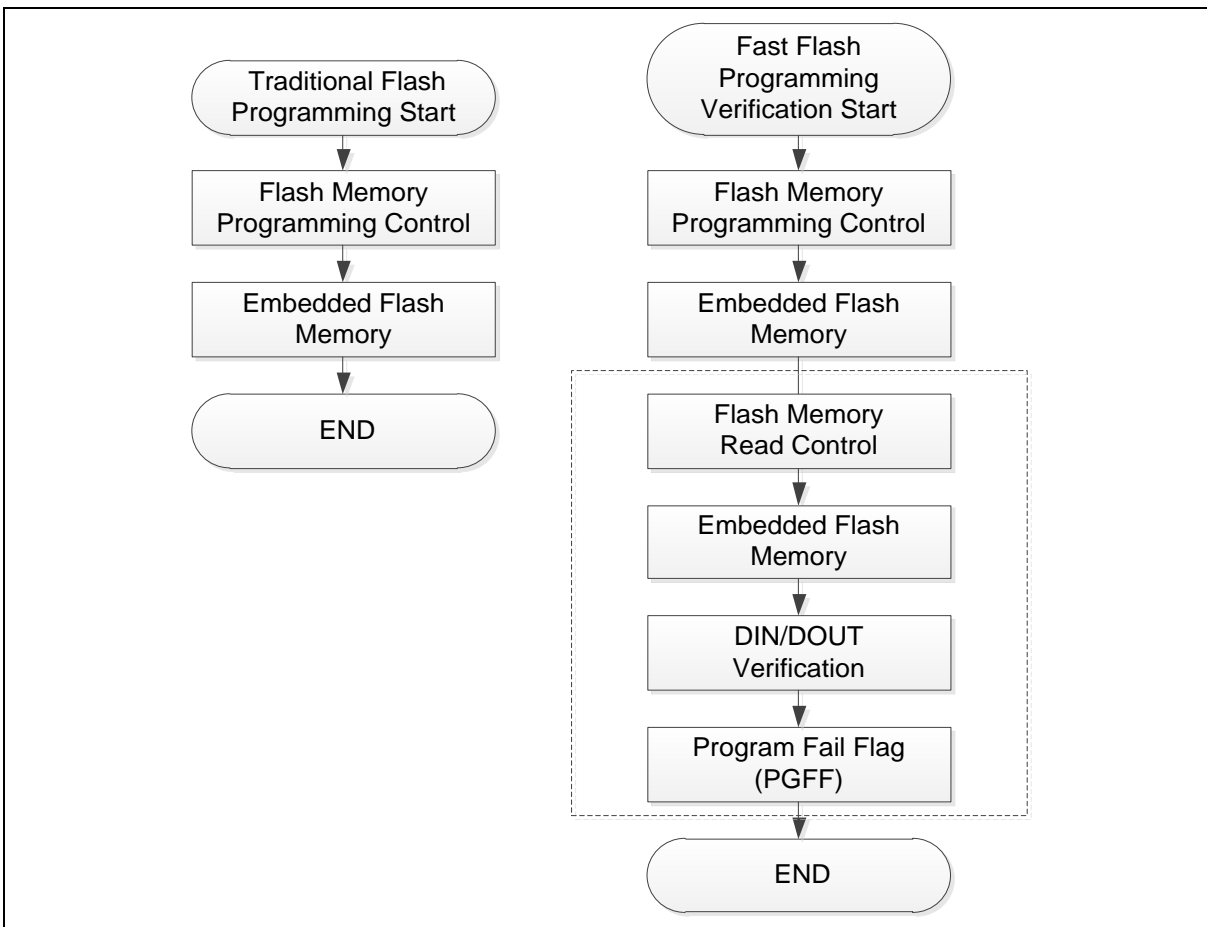 Traditional Flash
Programming Start
Flash Memory
Programming Control
Embedded Flash
Memory
END
Fast Flash
Programming
Verification Start
Flash Memory
Programming Control
Embedded Flash
Memory
Flash Memory
Read Control
Embedded Flash
Memory
DIN/DOUT
Verification
Program Fail Flag
(PGFF)
END